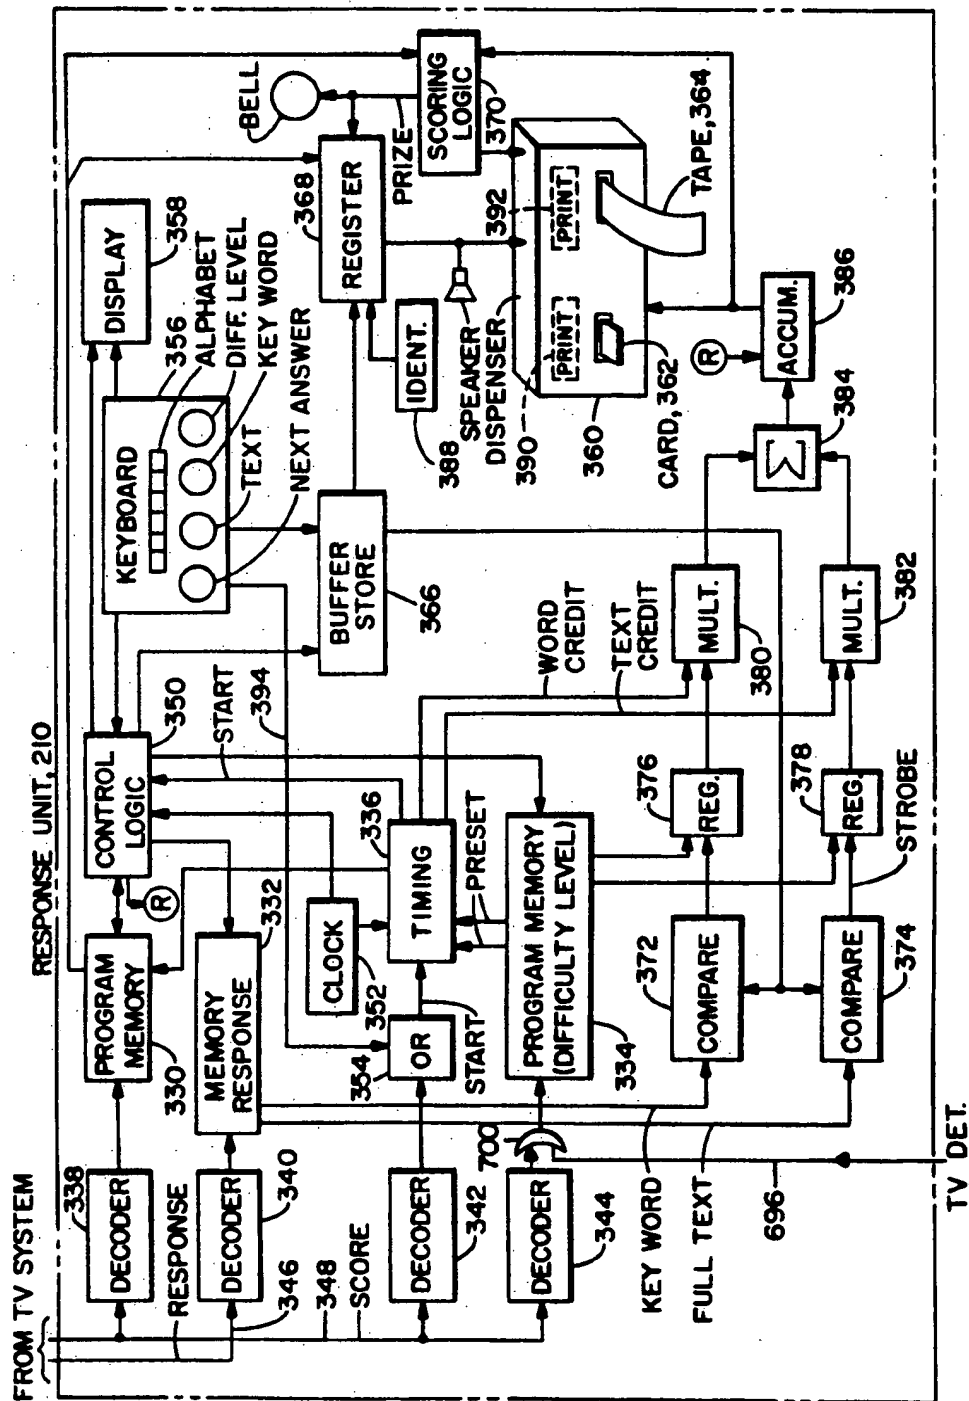 RESPONSE UNIT, 210
FROM TV SYSTEM
338
DECODER
RESPONSE
DECODER
340
346
348
SCORE
DECODER
342
DECODER
344
700
696
TV DET.
KEY WORD
FULL TEXT
PROGRAM
MEMORY
330
R
MEMORY
RESPONSE
332
CONTROL
LOGIC
350
START
394
CLOCK
352
OR
354
START
TIMING
336
PRESET
PROGRAM MEMORY
(DIFFICULTY LEVEL)
334
COMPARE
372
COMPARE
374
REG.
376
REG.
378
STROBE
WORD
CREDIT
TEXT
CREDIT
MULT.
380
MULT.
382
Σ
384
ACCUM.
386
R
KEYBOARD
356
ALPHABET
DIFF. LEVEL
KEY WORD
TEXT
NEXT ANSWER
DISPLAY
358
BUFFER
STORE
366
REGISTER
368
IDENT.
388
BELL
PRIZE
SCORING
LOGIC
370
SPEAKER
DISPENSER
390
392
PRINT
PRINT
360
CARD, 362
TAPE, 364